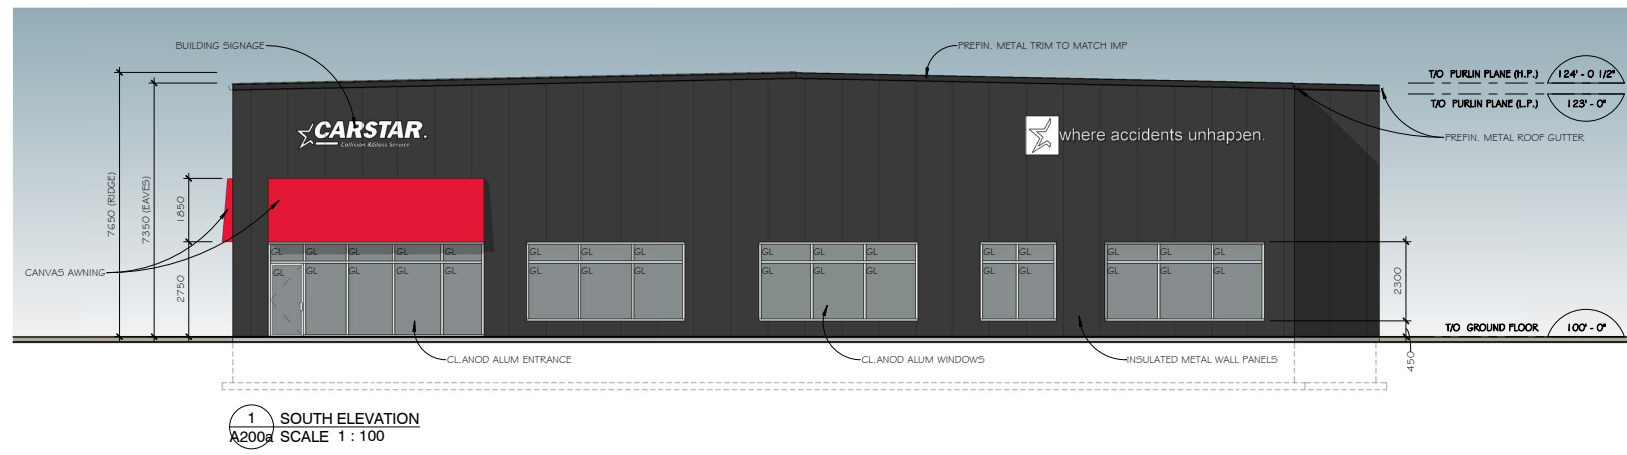 BUILDING SIGNAGE
PREFIN. METAL TRIM TO MATCH IMP
T/O PURLIN PLANE (H.P.) 124' - 0 1/2"
T/O PURLIN PLANE (L.P.) 123' - 0"
PREFIN. METAL ROOF GUTTER
CARSTAR.
Collision & Glass Service
where accidents unhappen.
7650 (RIDGE)
7350 (EAVES)
1850
2750
CANVAS AWNING
GL GL GL GL GL
GL GL GL GL GL
GL GL GL
GL GL GL
GL GL GL
GL GL GL
GL GL
GL GL
GL GL GL
GL GL GL
2300
T/O GROUND FLOOR 100' - 0"
450
CL.ANOD ALUM ENTRANCE
CL.ANOD ALUM WINDOWS
INSULATED METAL WALL PANELS
1 SOUTH ELEVATION
A200a SCALE 1 : 100